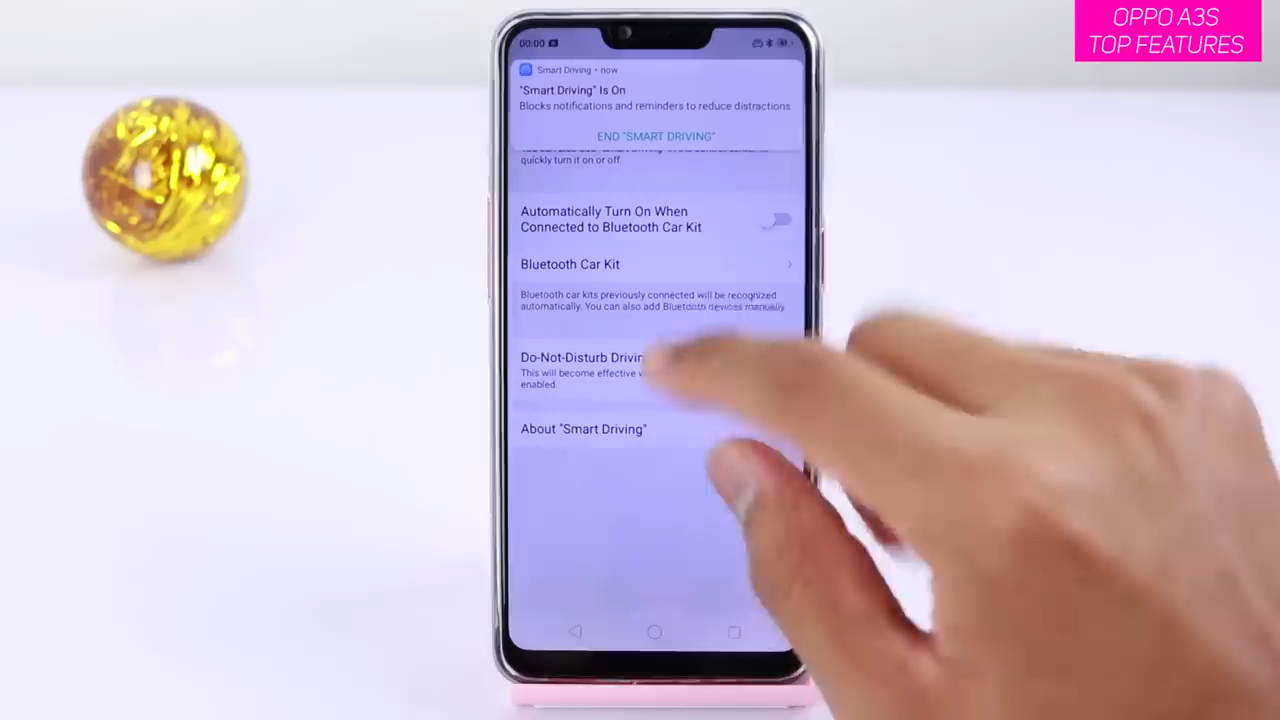 OPPO A3S
TOP FEATURES
00:00
Smart Driving • now
"Smart Driving" Is On
Blocks notifications and reminders to reduce distractions
END "SMART DRIVING"
quickly turn it on or off.
Automatically Turn On When
Connected to Bluetooth Car Kit
Bluetooth Car Kit
Bluetooth car kits previously connected will be recognized
automatically. You can also add Bluetooth devices manually
Do-Not-Disturb
This will become effective
enabled.
About "Smart Driving"